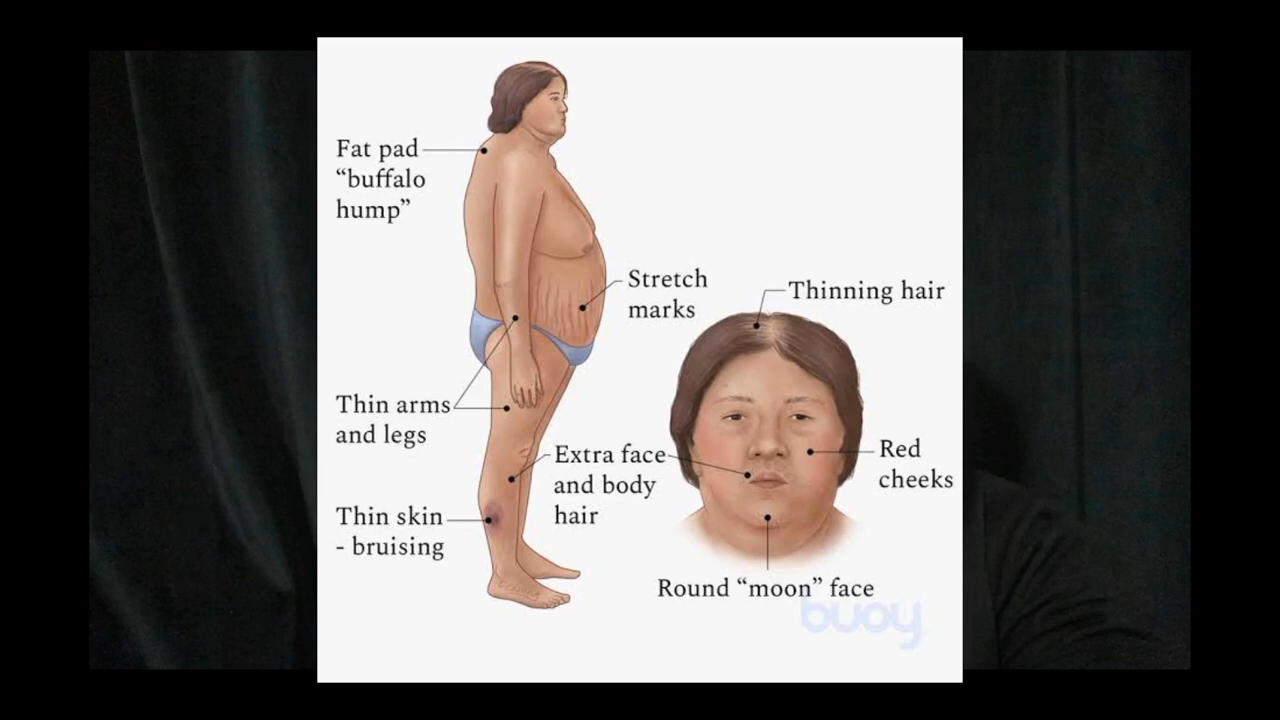 Fat pad
“buffalo
hump”
Stretch
marks
Thinning hair
Thin arms
and legs
Extra face
and body
hair
Red
cheeks
Thin skin
- bruising
Round “moon” face
buoy